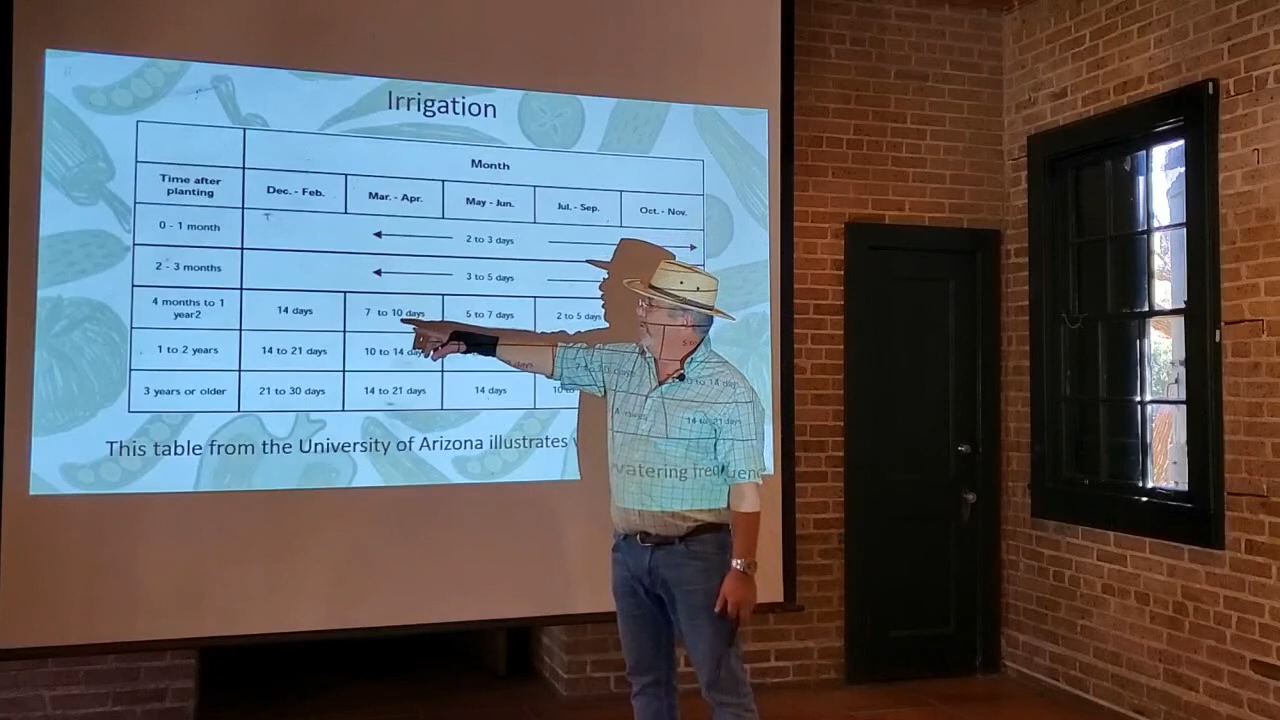 Irrigation
Month
Time after planting Dec. - Feb. Mar. - Apr. May - Jun. Jul. - Sep. Oct. - Nov.
0 - 1 month 2 to 3 days
2 - 3 months 3 to 5 days
4 months to 1 year2 14 days 7 to 10 days 5 to 7 days 2 to 5 days
1 to 2 years 14 to 21 days 10 to 14 days
3 years or older 21 to 30 days 14 to 21 days 14 days
14 to 21 days
This table from the University of Arizona illustrates
watering frequenc